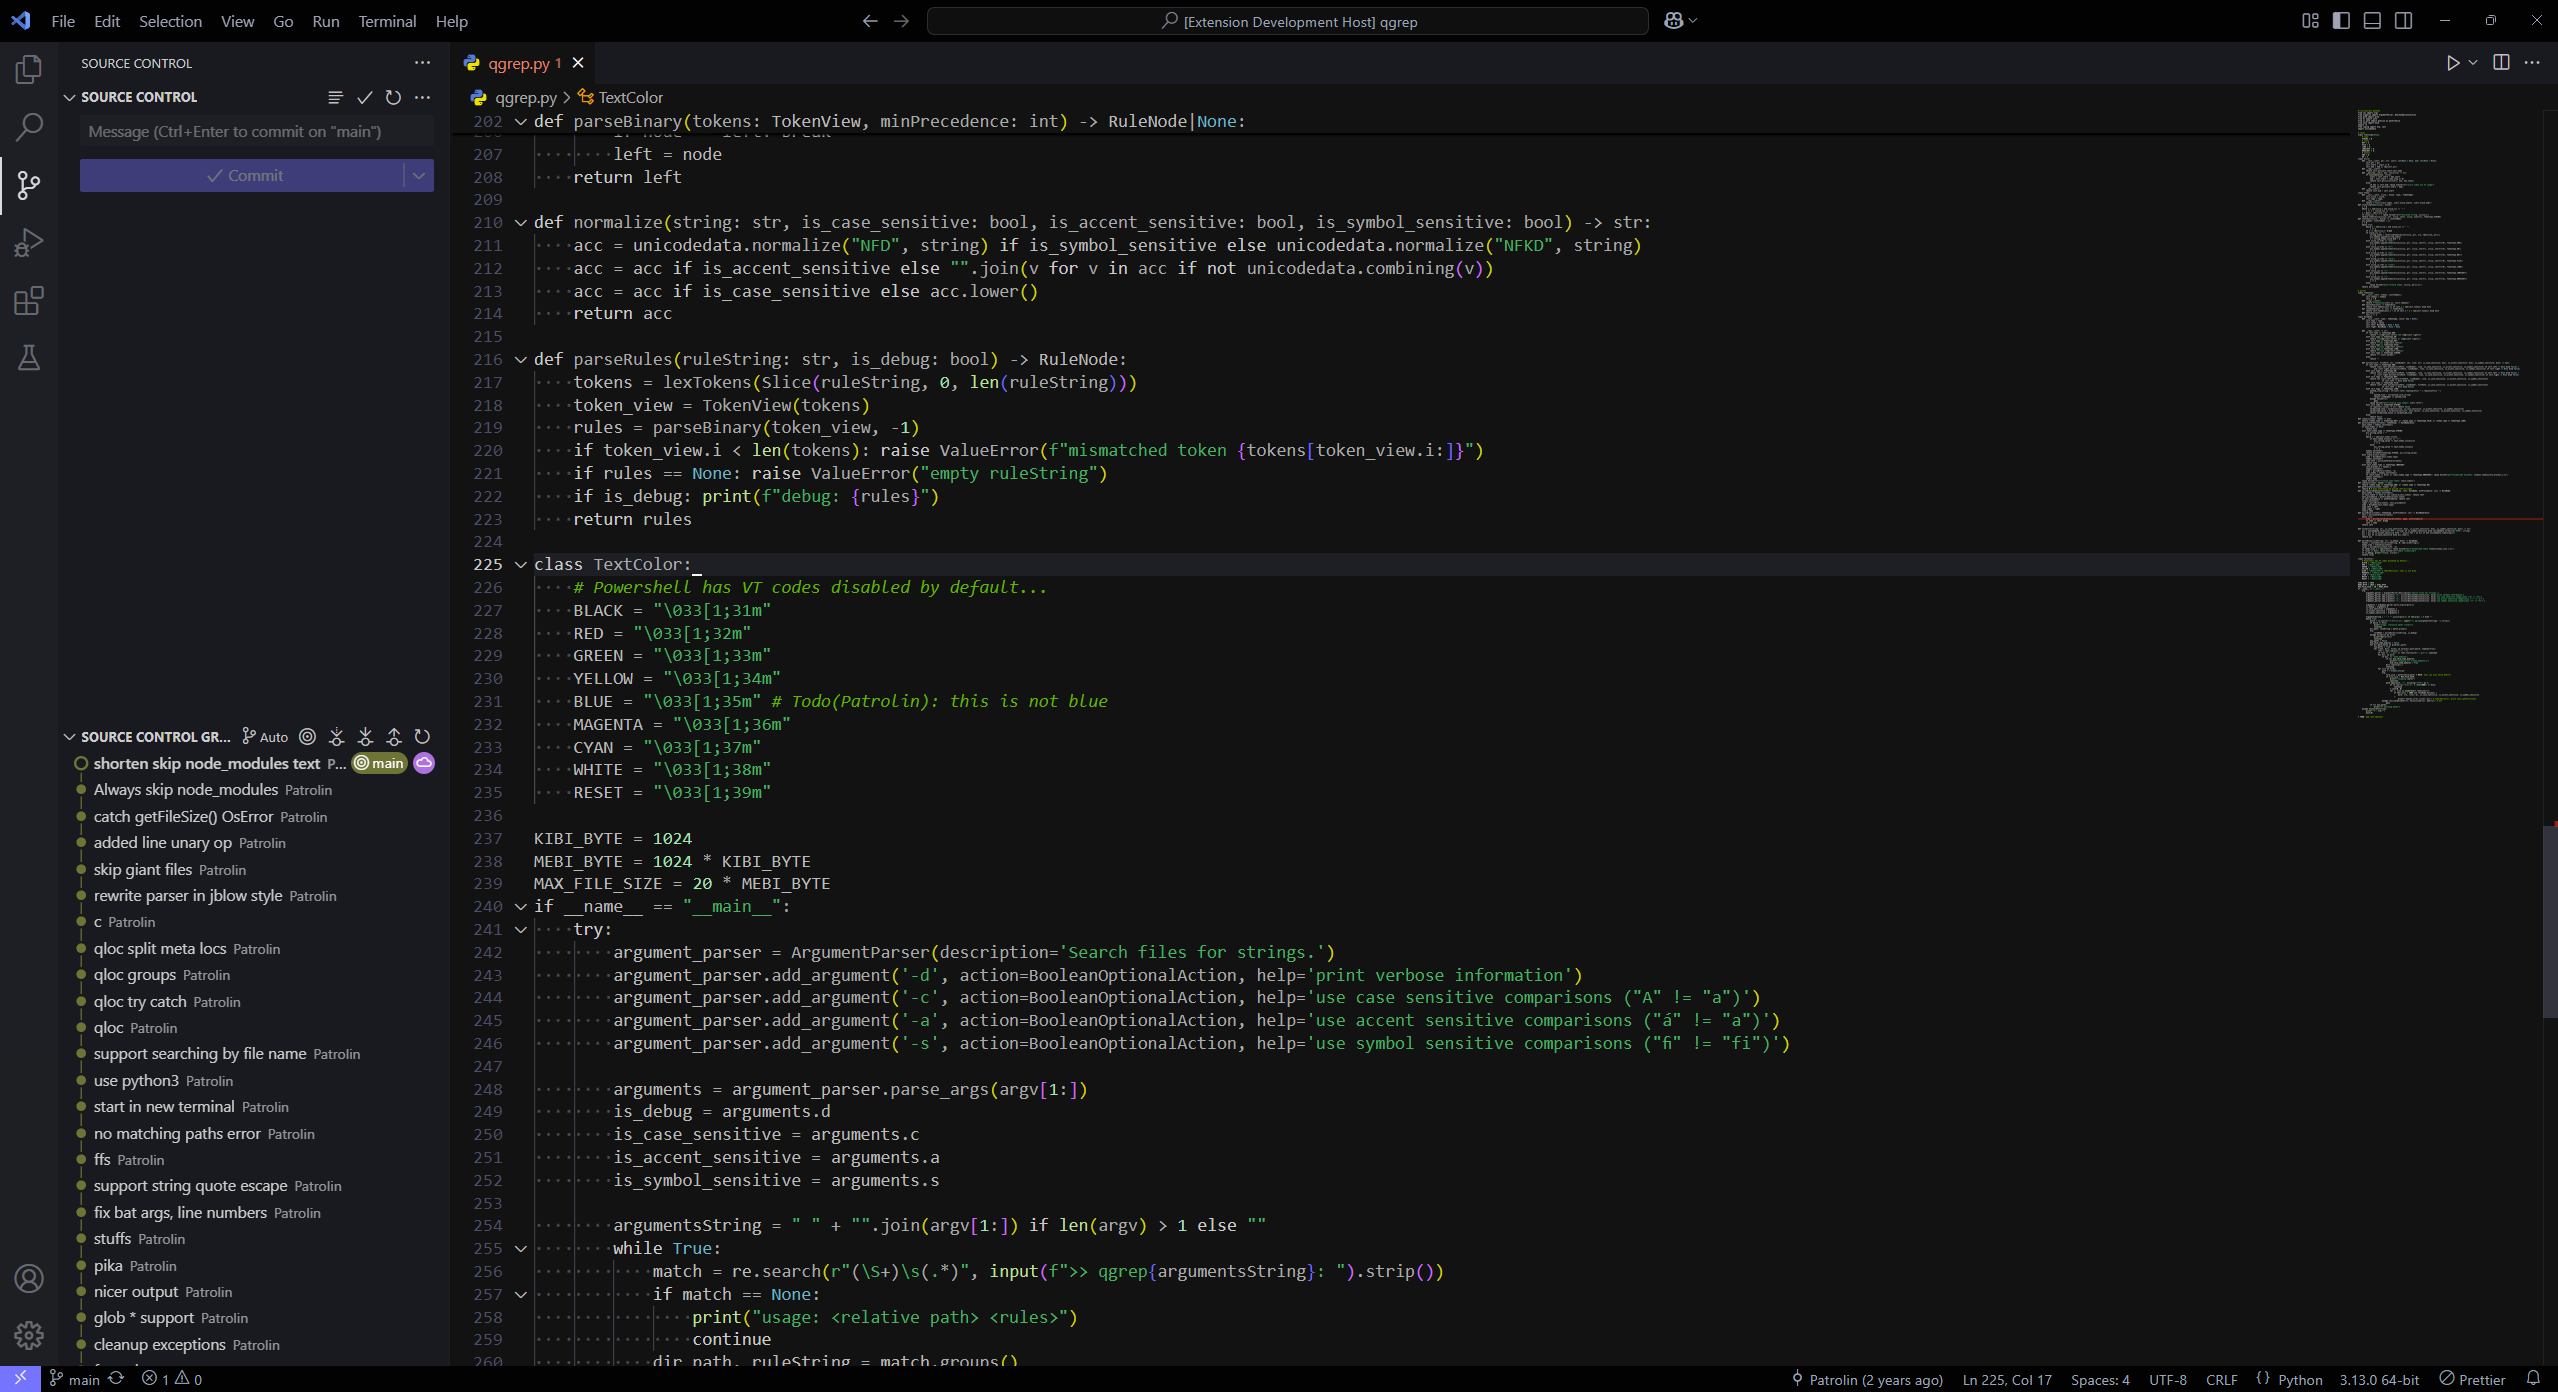 File Edit Selection View Go Run Terminal Help
[Extension Development Host] qgrep
SOURCE CONTROL
SOURCE CONTROL
Message (Ctrl+Enter to commit on "main")
Commit
SOURCE CONTROL GR... Auto
shorten skip node_modules text P... main
Always skip node_modules Patrolin
catch getFileSize() OsError Patrolin
added line unary op Patrolin
skip giant files Patrolin
rewrite parser in jblow style Patrolin
c Patrolin
qloc split meta locs Patrolin
qloc groups Patrolin
qloc try catch Patrolin
qloc Patrolin
support searching by file name Patrolin
use python3 Patrolin
start in new terminal Patrolin
no matching paths error Patrolin
ffs Patrolin
support string quote escape Patrolin
fix bat args, line numbers Patrolin
stuffs Patrolin
pika Patrolin
nicer output Patrolin
glob * support Patrolin
cleanup exceptions Patrolin
qgrep.py 1
qgrep.py > TextColor
202 def parseBinary(tokens: TokenView, minPrecedence: int) -> RuleNode|None:
207 left = node
208 return left
209
210 def normalize(string: str, is_case_sensitive: bool, is_accent_sensitive: bool, is_symbol_sensitive: bool) -> str:
211 acc = unicodedata.normalize("NFD", string) if is_symbol_sensitive else unicodedata.normalize("NFKD", string)
212 acc = acc if is_accent_sensitive else "".join(v for v in acc if not unicodedata.combining(v))
213 acc = acc if is_case_sensitive else acc.lower()
214 return acc
215
216 def parseRules(ruleString: str, is_debug: bool) -> RuleNode:
217 tokens = lexTokens(Slice(ruleString, 0, len(ruleString)))
218 token_view = TokenView(tokens)
219 rules = parseBinary(token_view, -1)
220 if token_view.i < len(tokens): raise ValueError(f"mismatched token {tokens[token_view.i:]}")
221 if rules == None: raise ValueError("empty ruleString")
222 if is_debug: print(f"debug: {rules}")
223 return rules
224
225 class TextColor:
226 # Powershell has VT codes disabled by default...
227 BLACK = "\033[1;31m"
228 RED = "\033[1;32m"
229 GREEN = "\033[1;33m"
230 YELLOW = "\033[1;34m"
231 BLUE = "\033[1;35m" # Todo(Patrolin): this is not blue
232 MAGENTA = "\033[1;36m"
233 CYAN = "\033[1;37m"
234 WHITE = "\033[1;38m"
235 RESET = "\033[1;39m"
236
237 KIBI_BYTE = 1024
238 MEBI_BYTE = 1024 * KIBI_BYTE
239 MAX_FILE_SIZE = 20 * MEBI_BYTE
240 if __name__ == "__main__":
241 try:
242 argument_parser = ArgumentParser(description='Search files for strings.')
243 argument_parser.add_argument('-d', action=BooleanOptionalAction, help='print verbose information')
244 argument_parser.add_argument('-c', action=BooleanOptionalAction, help='use case sensitive comparisons ("A" != "a")')
245 argument_parser.add_argument('-a', action=BooleanOptionalAction, help='use accent sensitive comparisons ("á" != "a")')
246 argument_parser.add_argument('-s', action=BooleanOptionalAction, help='use symbol sensitive comparisons ("ﬁ" != "fi")')
247
248 arguments = argument_parser.parse_args(argv[1:])
249 is_debug = arguments.d
250 is_case_sensitive = arguments.c
251 is_accent_sensitive = arguments.a
252 is_symbol_sensitive = arguments.s
253
254 argumentsString = " " + "".join(argv[1:]) if len(argv) > 1 else ""
255 while True:
256 match = re.search(r"(\S+)\s(.*)", input(f">> qgrep{argumentsString}: ").strip())
257 if match == None:
258 print("usage: <relative path> <rules>")
259 continue
260 dir_path, ruleString = match.groups()
main 1 0
Patrolin (2 years ago) Ln 225, Col 17 Spaces: 4 UTF-8 CRLF {} Python 3.13.0 64-bit Prettier